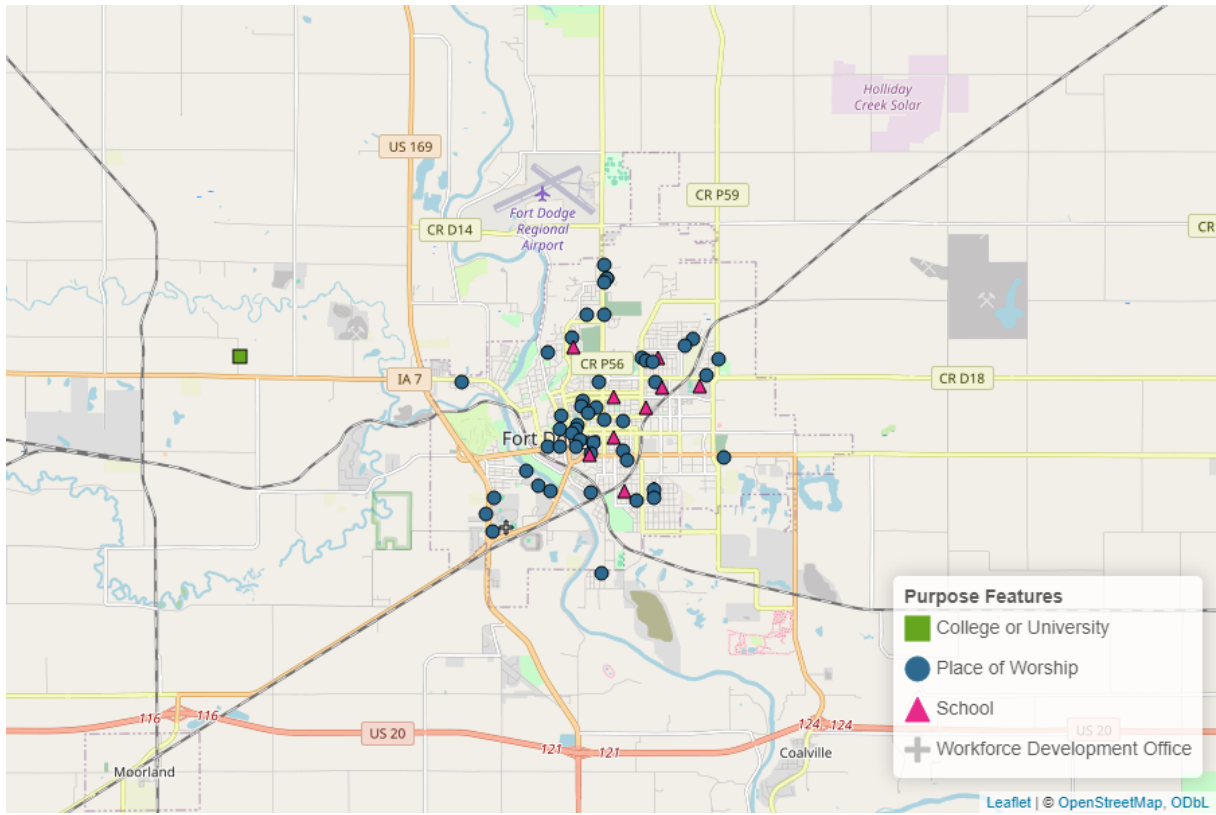 Holliday
Creek Solar
US 169
CR P59
Fort Dodge
Regional
Airport
CR D14
CR
CR P56
IA 7
CR D18
Fort Do
116
116
US 20
121
121
124
124
US 20
Moorland
Coalville
Purpose Features
College or University
Place of Worship
School
Workforce Development Office
Leaflet | © OpenStreetMap, ODbL